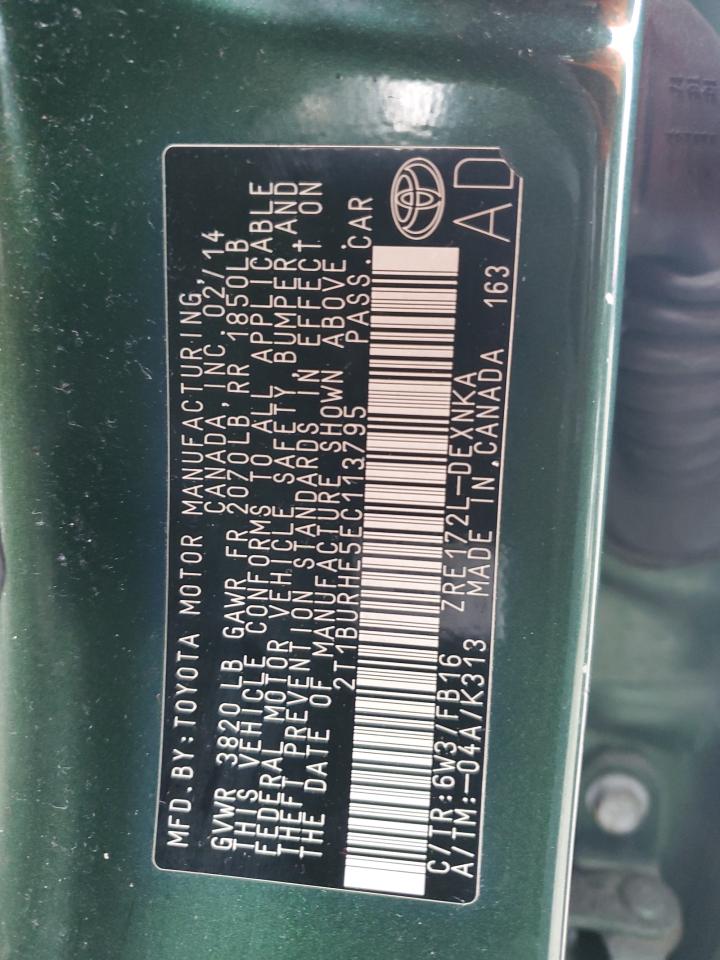 MFD.BY:TOYOTA MOTOR MANUFACTURING,
CANADA,INC.02/14
GVWR 3820LB GAWR FR 2070LB,RR 1850LB
THIS VEHICLE CONFORMS TO ALL APPLICABLE
FEDERAL MOTOR VEHICLE SAFETY,BUMPER AND
THEFT PREVENTION STANDARDS IN EFFECT ON
THE DATE OF MANUFACTURE SHOWN ABOVE.
2T1BURHE5EC113795 PASS.CAR
C/TR:6W3/FB16 ZRE172L-DEXNKA
A/TM:-04A/K313 MADE IN CANADA 163
AD